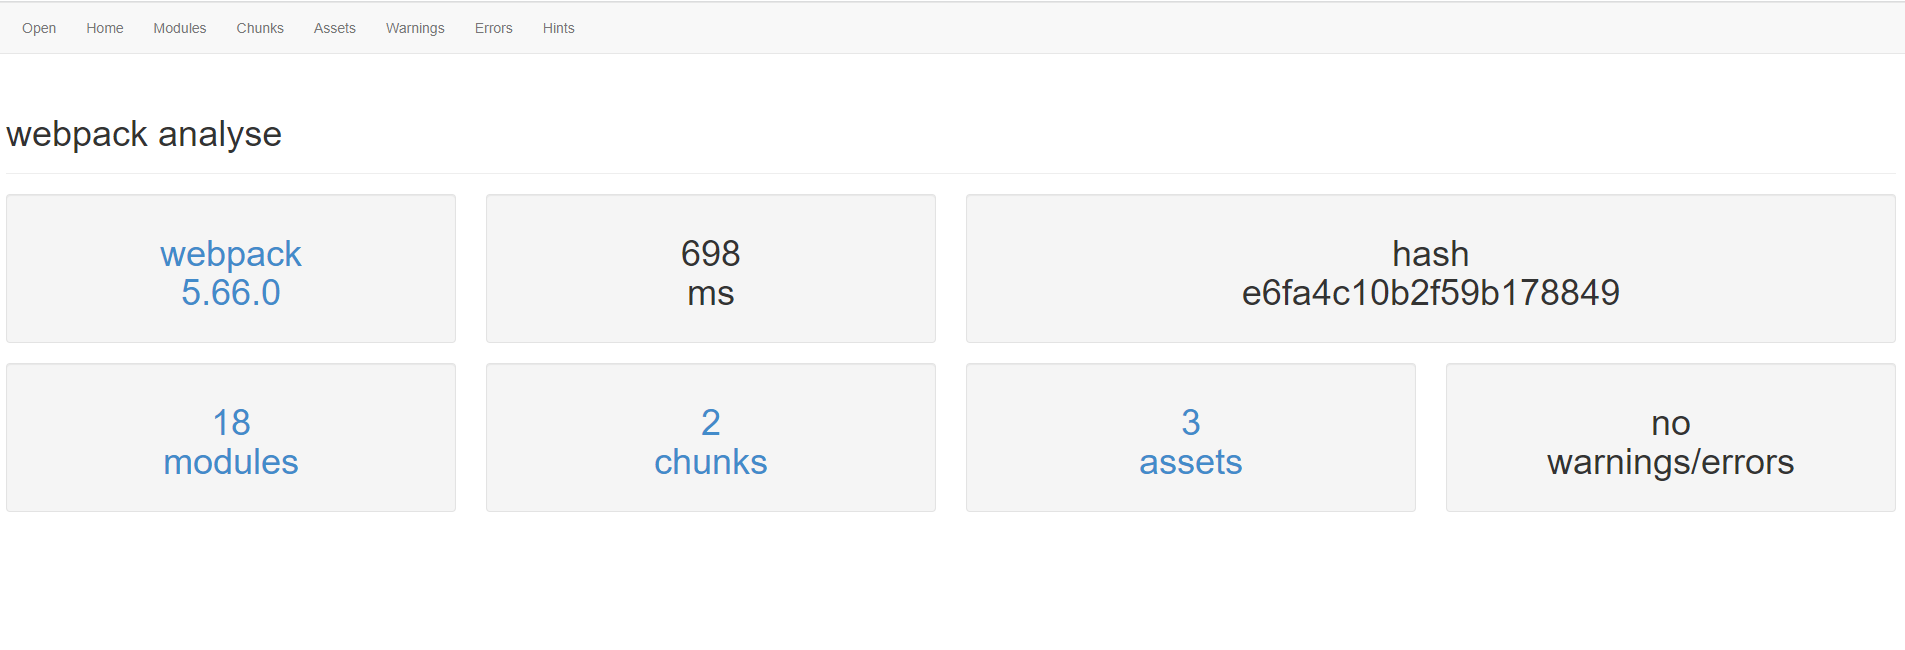 Open Home Modules Chunks Assets Warnings Errors Hints
webpack analyse
webpack
5.66.0
698
ms
hash
e6fa4c10b2f59b178849
18
modules
2
chunks
3
assets
no
warnings/errors